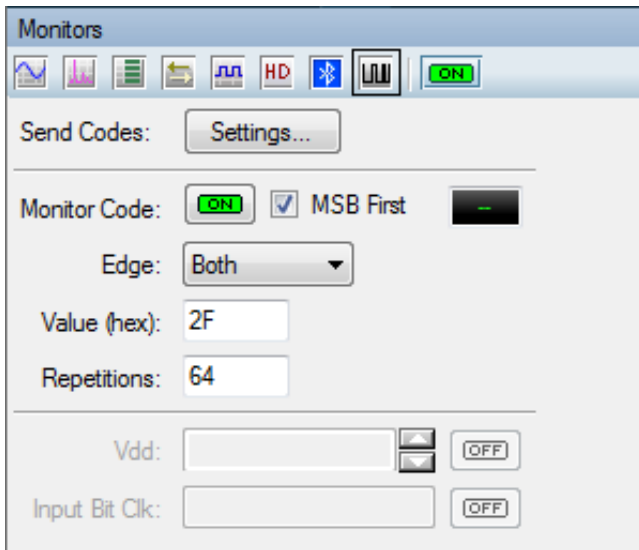 Monitors
HD ON
Send Codes: Settings...
Monitor Code: ON MSB First --
Edge: Both
Value (hex): 2F
Repetitions: 64
Vdd: OFF
Input Bit Clk: OFF